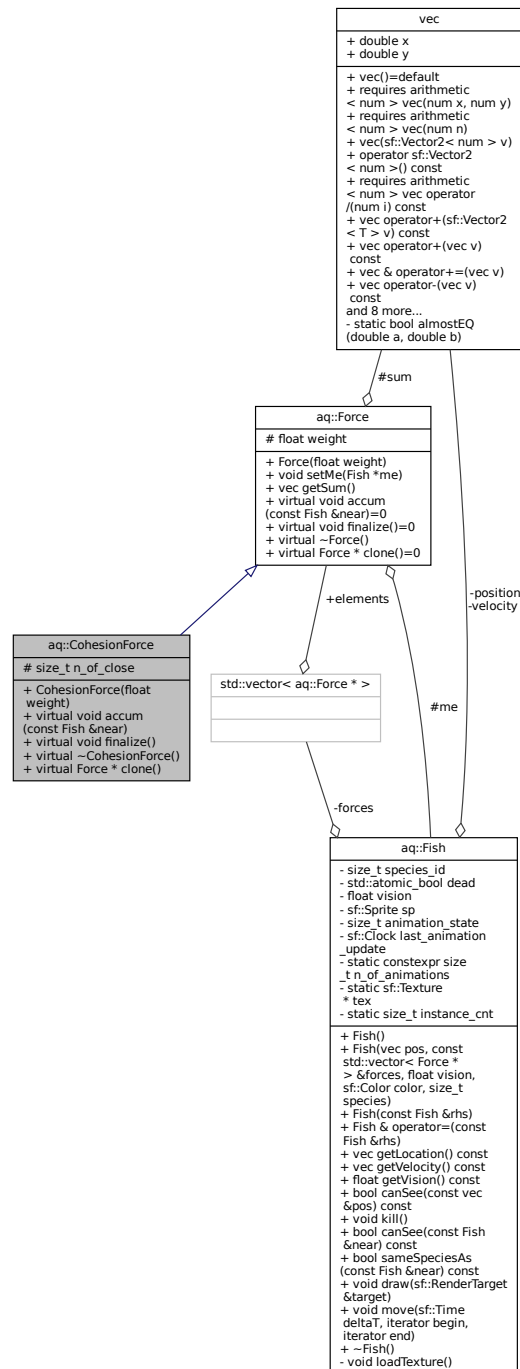 vec
+ double x
+ double y
+ vec()=default
+ requires arithmetic
< num > vec(num x, num y)
+ requires arithmetic
< num > vec(num n)
+ vec(sf::Vector2< num > v)
+ operator sf::Vector2
< num >() const
+ requires arithmetic
< num > vec operator
/(num i) const
+ vec operator+(sf::Vector2
< T > v) const
+ vec operator+(vec v)
const
+ vec & operator+=(vec v)
+ vec operator-(vec v)
const
and 8 more...
- static bool almostEQ
(double a, double b)
#sum
aq::Force
# float weight
+ Force(float weight)
+ void setMe(Fish *me)
+ vec getSum()
+ virtual void accum
(const Fish &near)=0
+ virtual void finalize()=0
+ virtual ~Force()
+ virtual Force * clone()=0
+elements
-position
-velocity
aq::CohesionForce
# size_t n_of_close
+ CohesionForce(float
weight)
+ virtual void accum
(const Fish &near)
+ virtual void finalize()
+ virtual ~CohesionForce()
+ virtual Force * clone()
std::vector< aq::Force * >
#me
-forces
aq::Fish
- size_t species_id
- std::atomic_bool dead
- float vision
- sf::Sprite sp
- size_t animation_state
- sf::Clock last_animation
_update
- static constexpr size
_t n_of_animations
- static sf::Texture
* tex
- static size_t instance_cnt
+ Fish()
+ Fish(vec pos, const
std::vector< Force *
> &forces, float vision,
sf::Color color, size_t
species)
+ Fish(const Fish &rhs)
+ Fish & operator=(const
Fish &rhs)
+ vec getLocation() const
+ vec getVelocity() const
+ float getVision() const
+ bool canSee(const vec
&pos) const
+ void kill()
+ bool canSee(const Fish
&near) const
+ bool sameSpeciesAs
(const Fish &near) const
+ void draw(sf::RenderTarget
&target)
+ void move(sf::Time
deltaT, iterator begin,
iterator end)
+ ~Fish()
- void loadTexture()